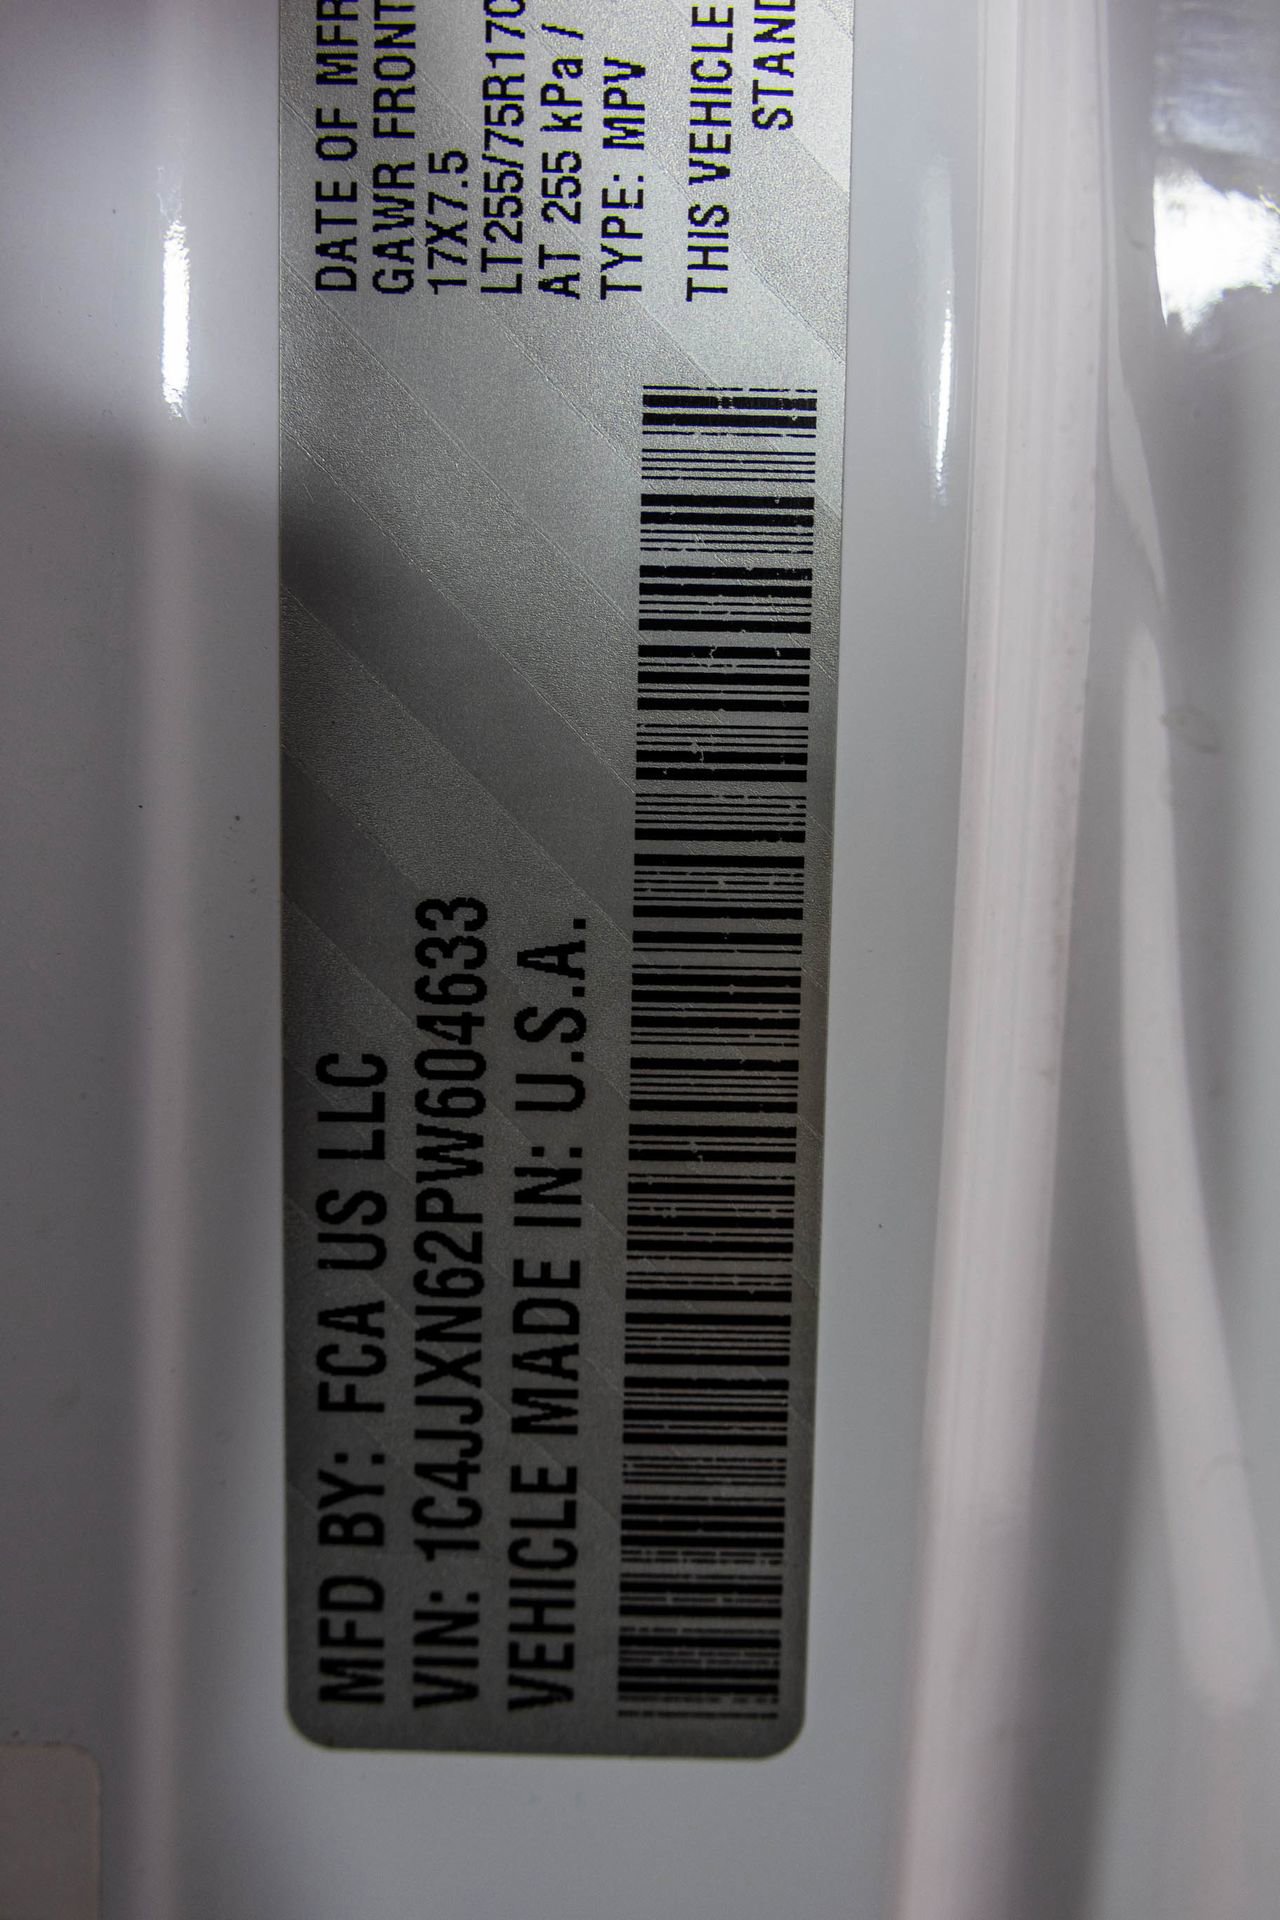 MFD BY: FCA US LLC
VIN: 1C4JJXN62PW604633
VEHICLE MADE IN: U.S.A.
DATE OF MFR
GAWR FRONT
17X7.5
LT255/75R17C
AT 255 kPa /
TYPE: MPV
THIS VEHICLE
STAND